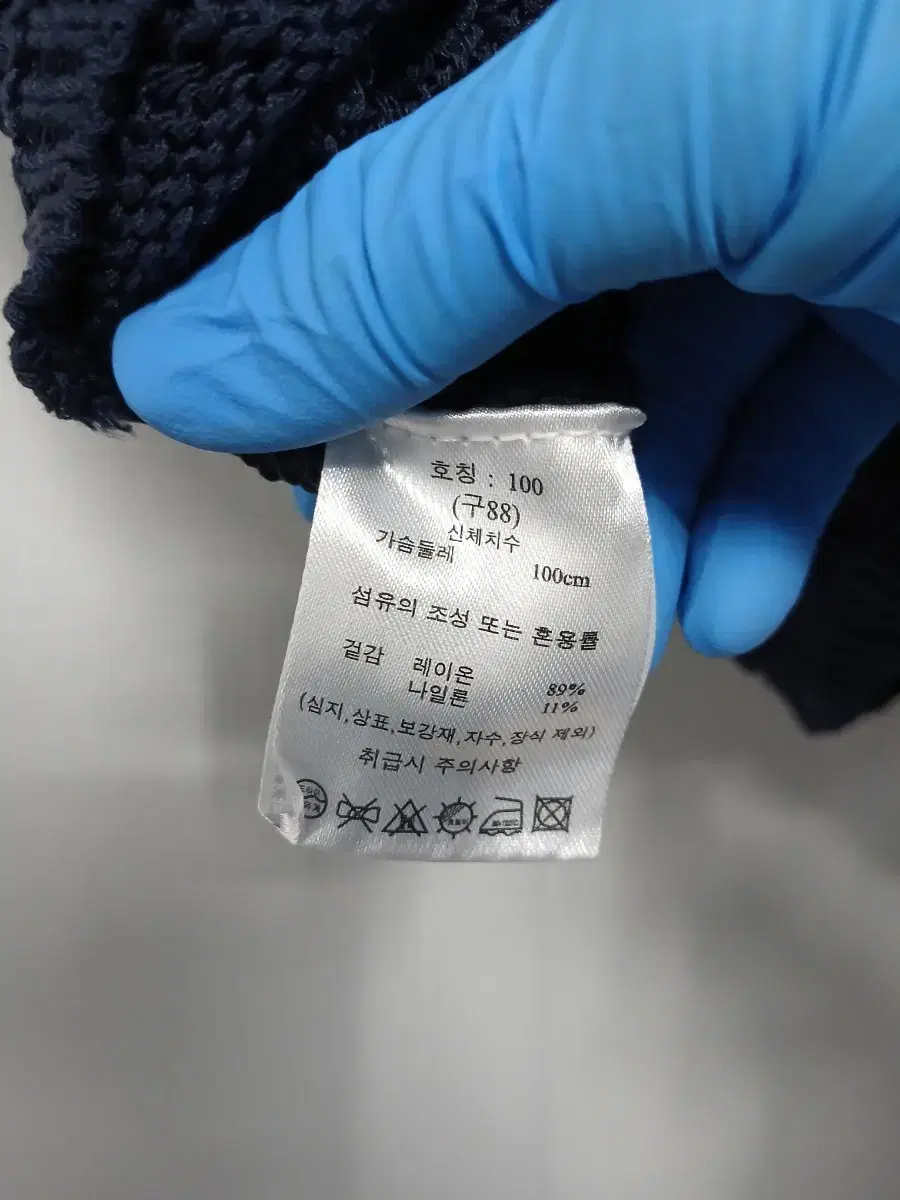 호칭 : 100
(구88)
신체치수
가슴둘레 100cm
섬유의 조성 또는 혼용률
겉감 레이온 89%
나일론 11%
(심지,상표,보강재,자수,장식 제외)
취급시 주의사항